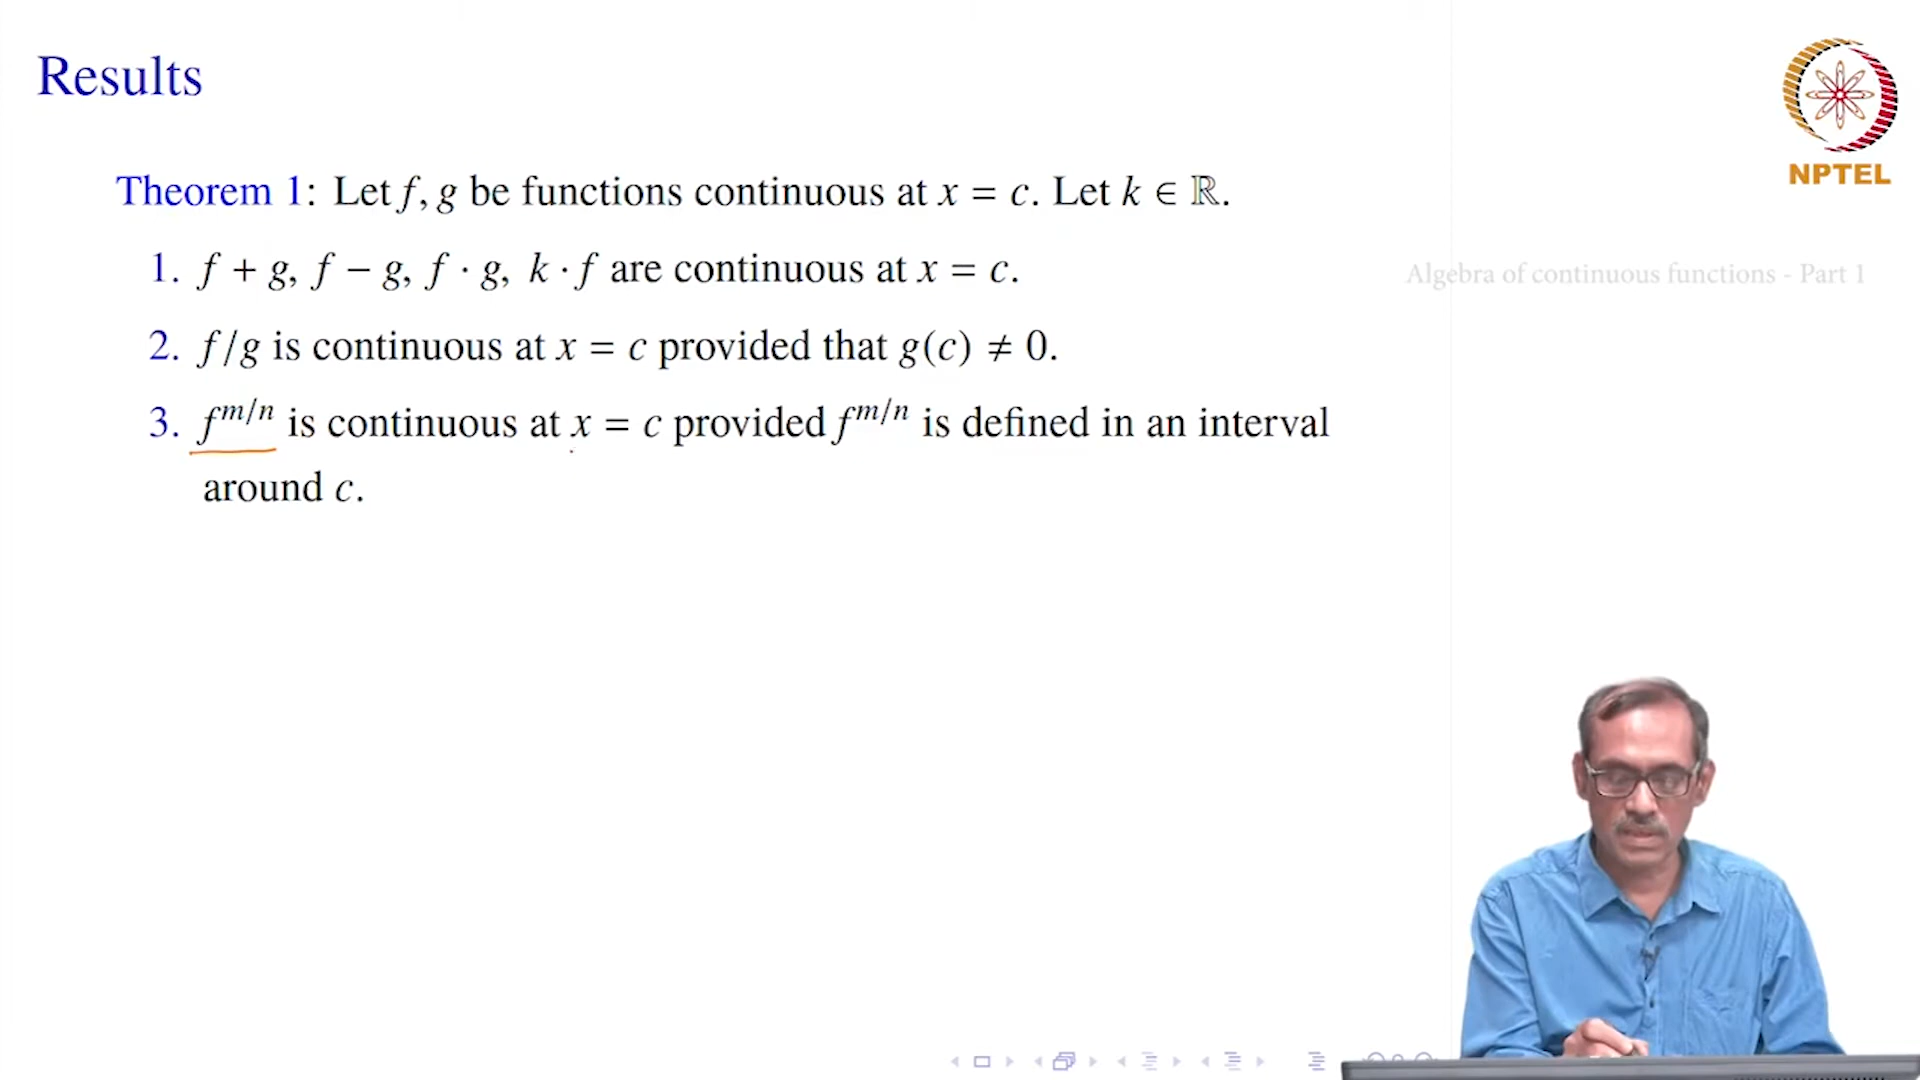 Results
NPTEL
Theorem 1: Let f, g be functions continuous at x = c. Let k ∈ ℝ.
1. f + g, f − g, f · g, k · f are continuous at x = c.
Algebra of continuous functions - Part 1
2. f/g is continuous at x = c provided that g(c) ≠ 0.
3. f^{m/n} is continuous at x = c provided f^{m/n} is defined in an interval
around c.